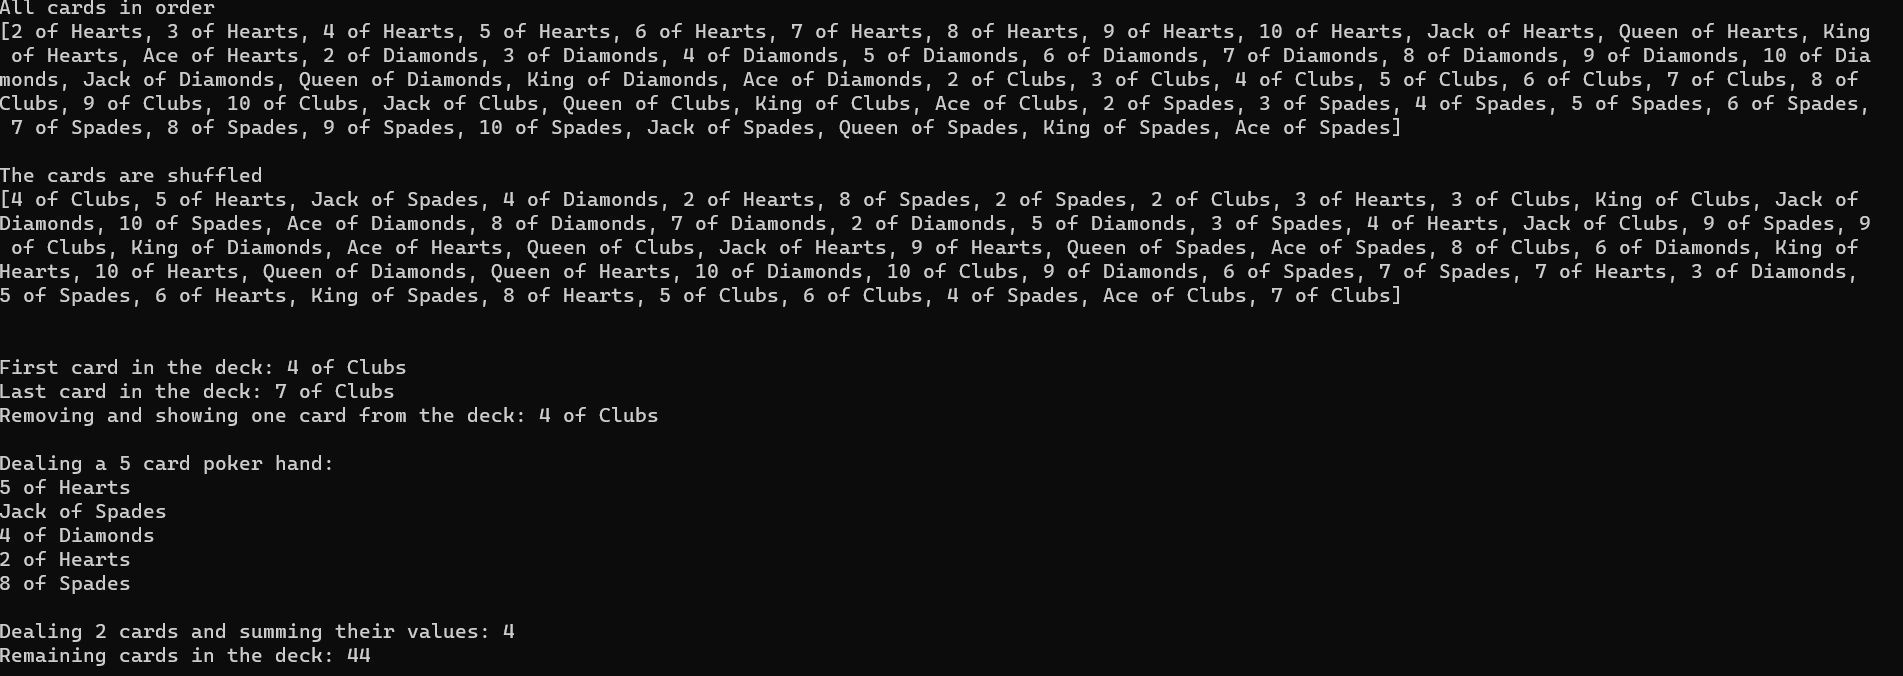 All cards in order
[2 of Hearts, 3 of Hearts, 4 of Hearts, 5 of Hearts, 6 of Hearts, 7 of Hearts, 8 of Hearts, 9 of Hearts, 10 of Hearts, Jack of Hearts, Queen of Hearts, King
 of Hearts, Ace of Hearts, 2 of Diamonds, 3 of Diamonds, 4 of Diamonds, 5 of Diamonds, 6 of Diamonds, 7 of Diamonds, 8 of Diamonds, 9 of Diamonds, 10 of Dia
monds, Jack of Diamonds, Queen of Diamonds, King of Diamonds, Ace of Diamonds, 2 of Clubs, 3 of Clubs, 4 of Clubs, 5 of Clubs, 6 of Clubs, 7 of Clubs, 8 of
Clubs, 9 of Clubs, 10 of Clubs, Jack of Clubs, Queen of Clubs, King of Clubs, Ace of Clubs, 2 of Spades, 3 of Spades, 4 of Spades, 5 of Spades, 6 of Spades,
 7 of Spades, 8 of Spades, 9 of Spades, 10 of Spades, Jack of Spades, Queen of Spades, King of Spades, Ace of Spades]

The cards are shuffled
[4 of Clubs, 5 of Hearts, Jack of Spades, 4 of Diamonds, 2 of Hearts, 8 of Spades, 2 of Spades, 2 of Clubs, 3 of Hearts, 3 of Clubs, King of Clubs, Jack of
Diamonds, 10 of Spades, Ace of Diamonds, 8 of Diamonds, 7 of Diamonds, 2 of Diamonds, 5 of Diamonds, 3 of Spades, 4 of Hearts, Jack of Clubs, 9 of Spades, 9
 of Clubs, King of Diamonds, Ace of Hearts, Queen of Clubs, Jack of Hearts, 9 of Hearts, Queen of Spades, Ace of Spades, 8 of Clubs, 6 of Diamonds, King of
Hearts, 10 of Hearts, Queen of Diamonds, Queen of Hearts, 10 of Diamonds, 10 of Clubs, 9 of Diamonds, 6 of Spades, 7 of Spades, 7 of Hearts, 3 of Diamonds,
5 of Spades, 6 of Hearts, King of Spades, 8 of Hearts, 5 of Clubs, 6 of Clubs, 4 of Spades, Ace of Clubs, 7 of Clubs]

First card in the deck: 4 of Clubs
Last card in the deck: 7 of Clubs
Removing and showing one card from the deck: 4 of Clubs

Dealing a 5 card poker hand:
5 of Hearts
Jack of Spades
4 of Diamonds
2 of Hearts
8 of Spades

Dealing 2 cards and summing their values: 4
Remaining cards in the deck: 44